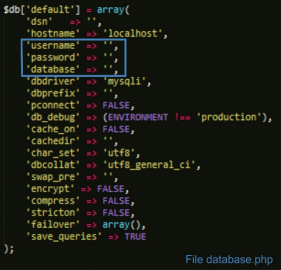 $db['default'] = array(
'dsn' => '',
'hostname' => 'localhost',
'username' => '',
'password' => '',
'database' => '',
'dbdriver' => 'mysqli',
'dbprefix' => '',
'pconnect' => FALSE,
'db_debug' => (ENVIRONMENT !== 'production'),
'cache_on' => FALSE,
'cachedir' => '',
'char_set' => 'utf8',
'dbcollat' => 'utf8_general_ci',
'swap_pre' => '',
'encrypt' => FALSE,
'compress' => FALSE,
'stricton' => FALSE,
'failover' => array(),
'save_queries' => TRUE
);
File database.php